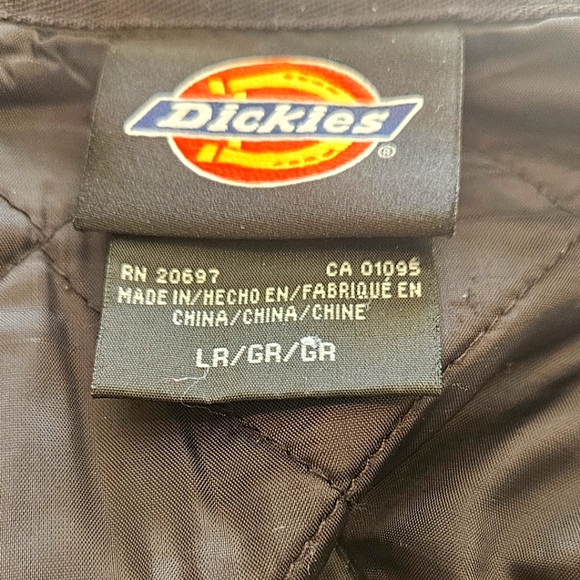 Dickies ®
RN 20697 CA 01095
MADE IN/HECHO EN/FABRIQUÉ EN
CHINA/CHINA/CHINE
LR/GR/GR